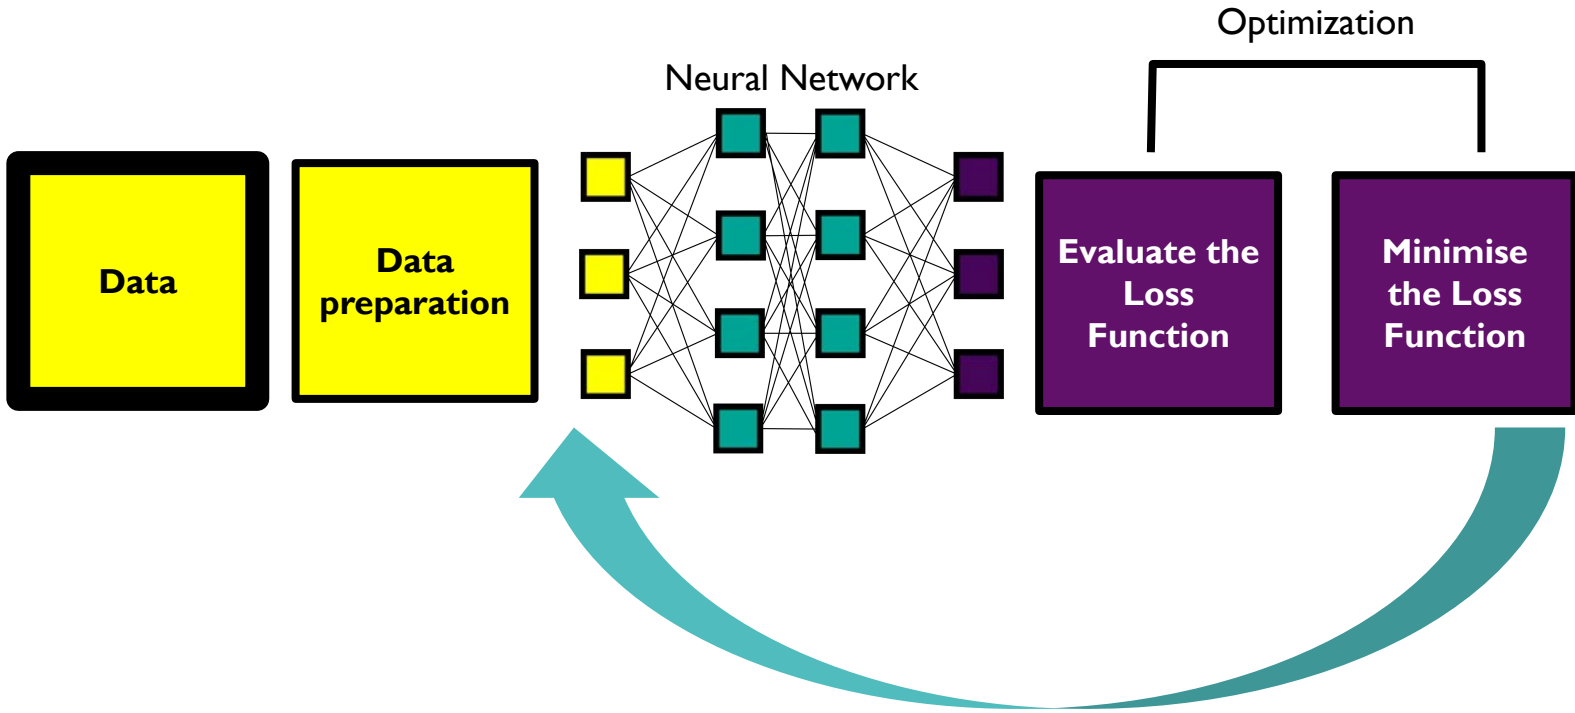 Optimization
Neural Network
Data
Data
preparation
Evaluate the
Loss
Function
Minimise
the Loss
Function